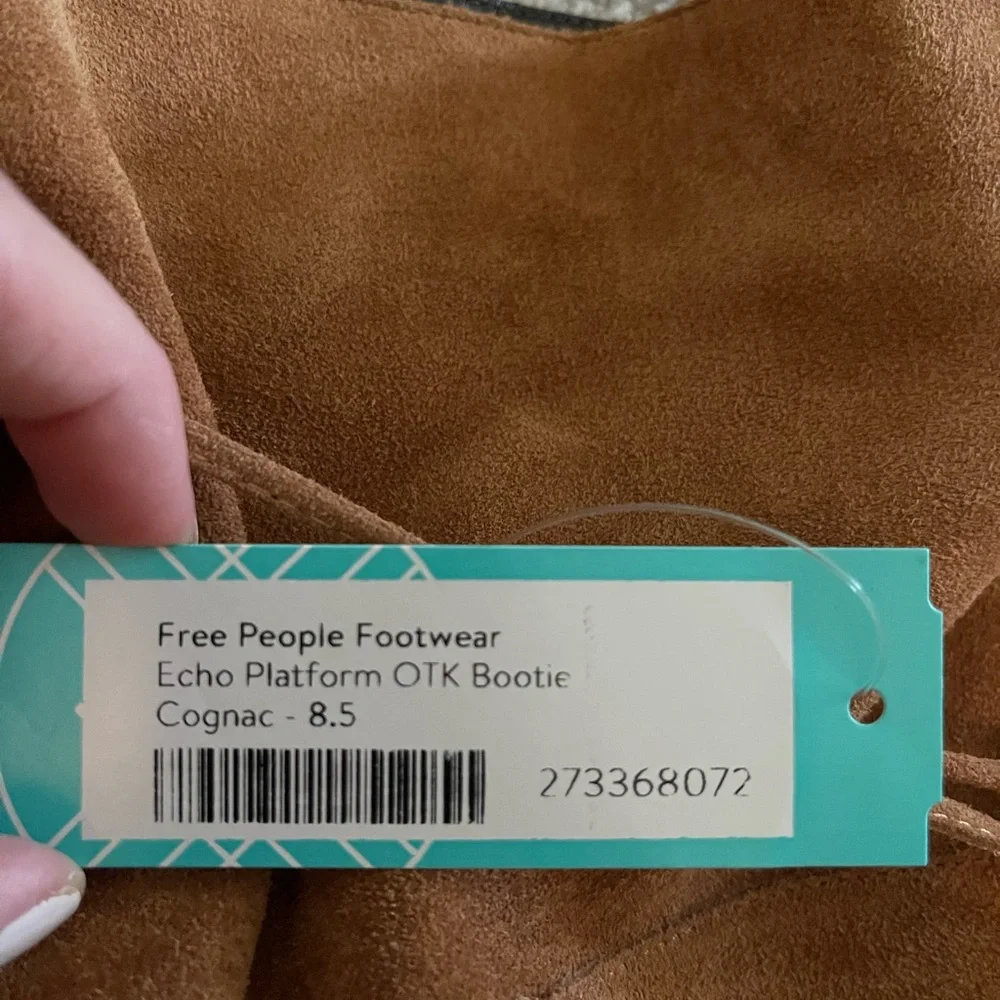 Free People Footwear
Echo Platform OTK Bootie
Cognac - 8.5
273368072